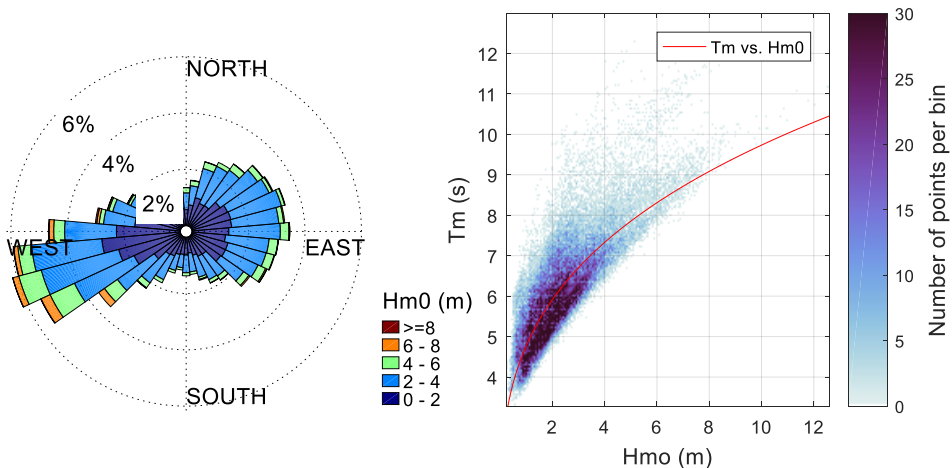 NORTH
6%
4%
2%
WEST
EAST
SOUTH
Hm0 (m)
>=8
6 - 8
4 - 6
2 - 4
0 - 2
Tm vs. Hm0
13
12
11
10
9
8
7
6
5
4
Tm (s)
2
4
6
8
10
12
Hmo (m)
30
25
20
15
10
5
0
Number of points per bin